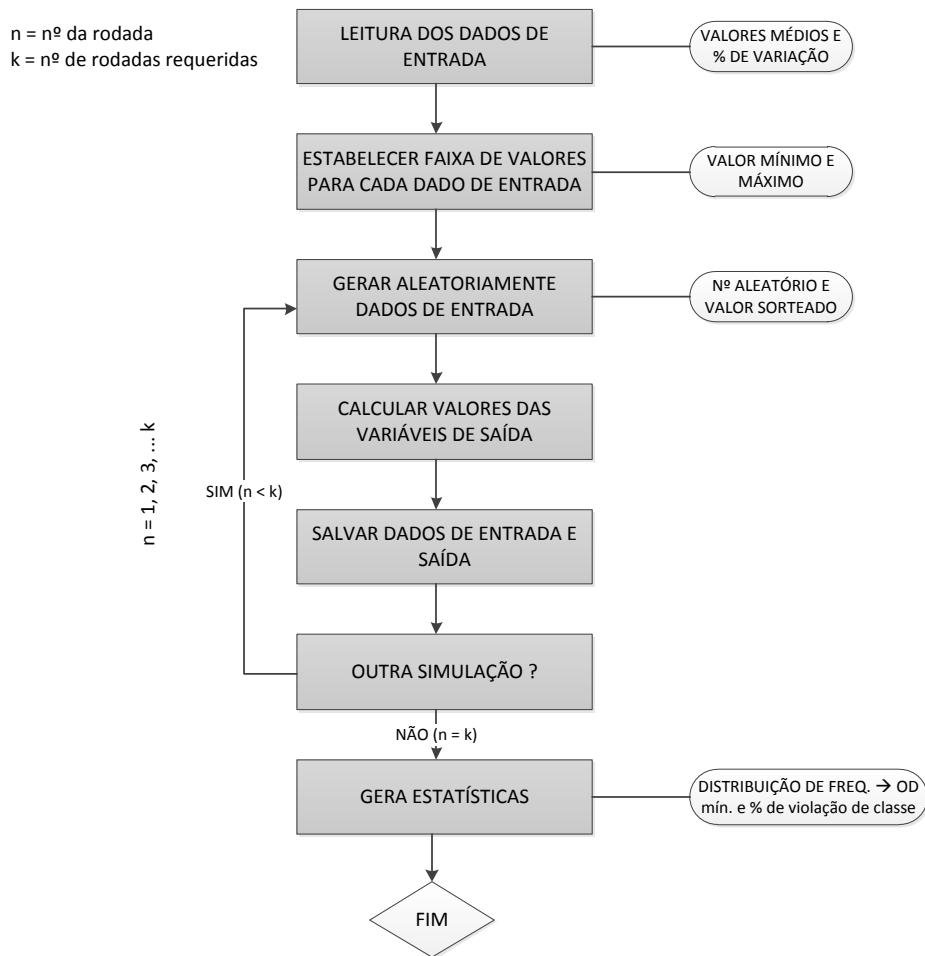 n = nº da rodada
k = nº de rodadas requeridas
LEITURA DOS DADOS DE
ENTRADA
VALORES MÉDIOS E
% DE VARIAÇÃO
ESTABELECER FAIXA DE VALORES
PARA CADA DADO DE ENTRADA
VALOR MÍNIMO E
MÁXIMO
GERAR ALEATORIAMENTE
DADOS DE ENTRADA
Nº ALEATÓRIO E
VALOR SORTEADO
CALCULAR VALORES DAS
VARIÁVEIS DE SAÍDA
n = 1, 2, 3, ... k
SIM (n < k)
SALVAR DADOS DE ENTRADA E
SAÍDA
OUTRA SIMULAÇÃO ?
NÃO (n = k)
GERA ESTATÍSTICAS
DISTRIBUIÇÃO DE FREQ. → OD
mín. e % de violação de classe
FIM